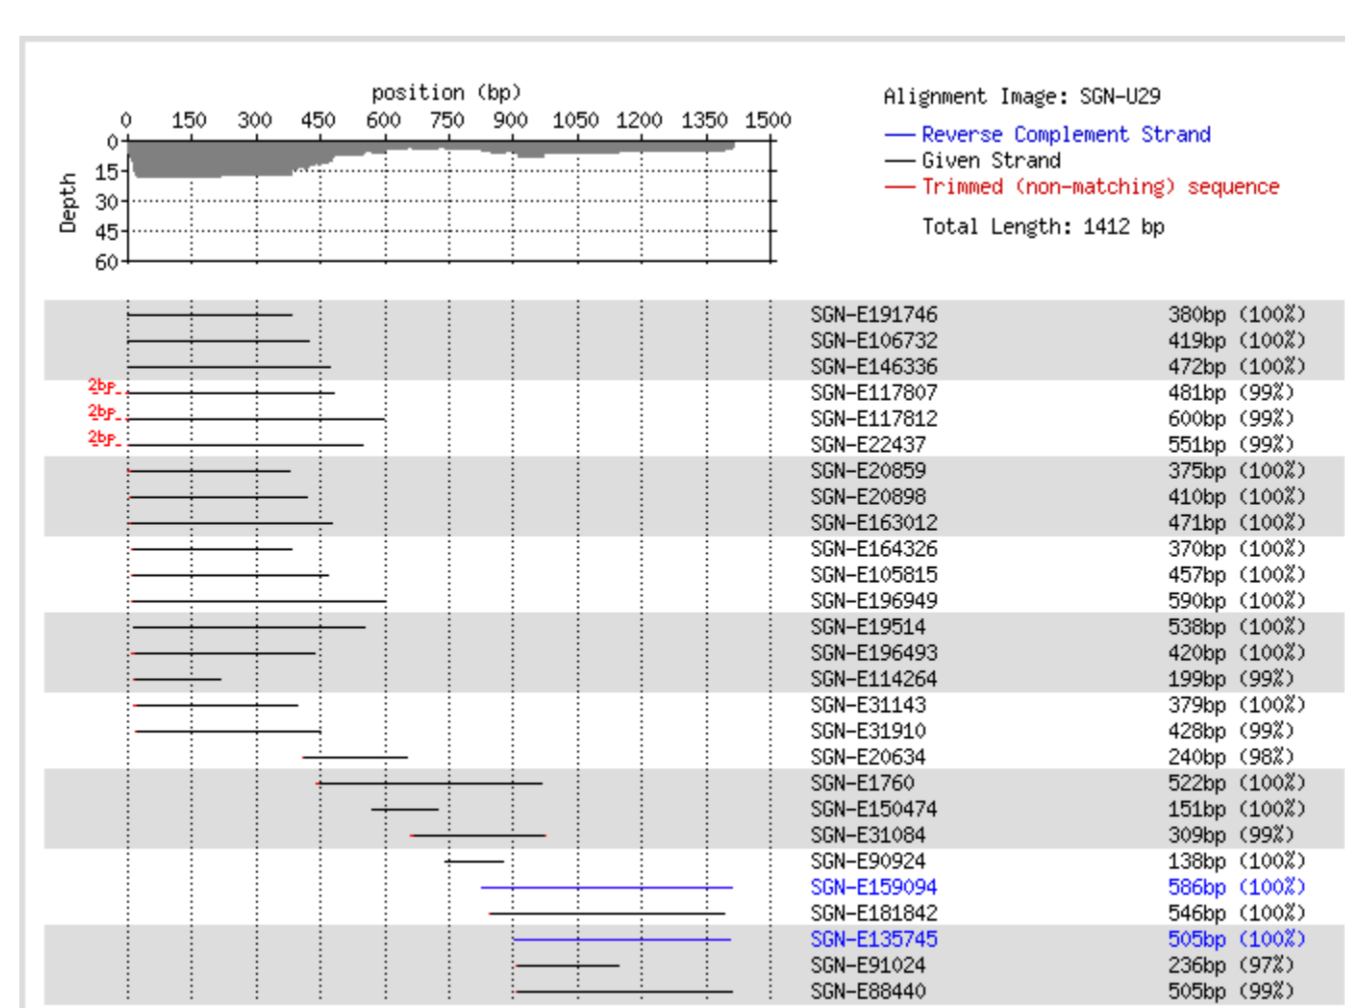 position (bp)
0 150 300 450 600 750 900 1050 1200 1350 1500
Depth
0
15
30
45
60
Alignment Image: SGN-U29
Reverse Complement Strand
Given Strand
Trimmed (non-matching) sequence
Total Length: 1412 bp
SGN-E191746 380bp (100%)
SGN-E106732 419bp (100%)
SGN-E146336 472bp (100%)
2bp SGN-E117807 481bp (99%)
2bp SGN-E117812 600bp (99%)
2bp SGN-E22437 551bp (99%)
SGN-E20859 375bp (100%)
SGN-E20898 410bp (100%)
SGN-E163012 471bp (100%)
SGN-E164326 370bp (100%)
SGN-E105815 457bp (100%)
SGN-E196949 590bp (100%)
SGN-E19514 538bp (100%)
SGN-E196493 420bp (100%)
SGN-E114264 199bp (99%)
SGN-E31143 379bp (100%)
SGN-E31910 428bp (99%)
SGN-E20634 240bp (98%)
SGN-E1760 522bp (100%)
SGN-E150474 151bp (100%)
SGN-E31084 309bp (99%)
SGN-E90924 138bp (100%)
SGN-E159094 586bp (100%)
SGN-E181842 546bp (100%)
SGN-E135745 505bp (100%)
SGN-E91024 236bp (97%)
SGN-E88440 505bp (99%)